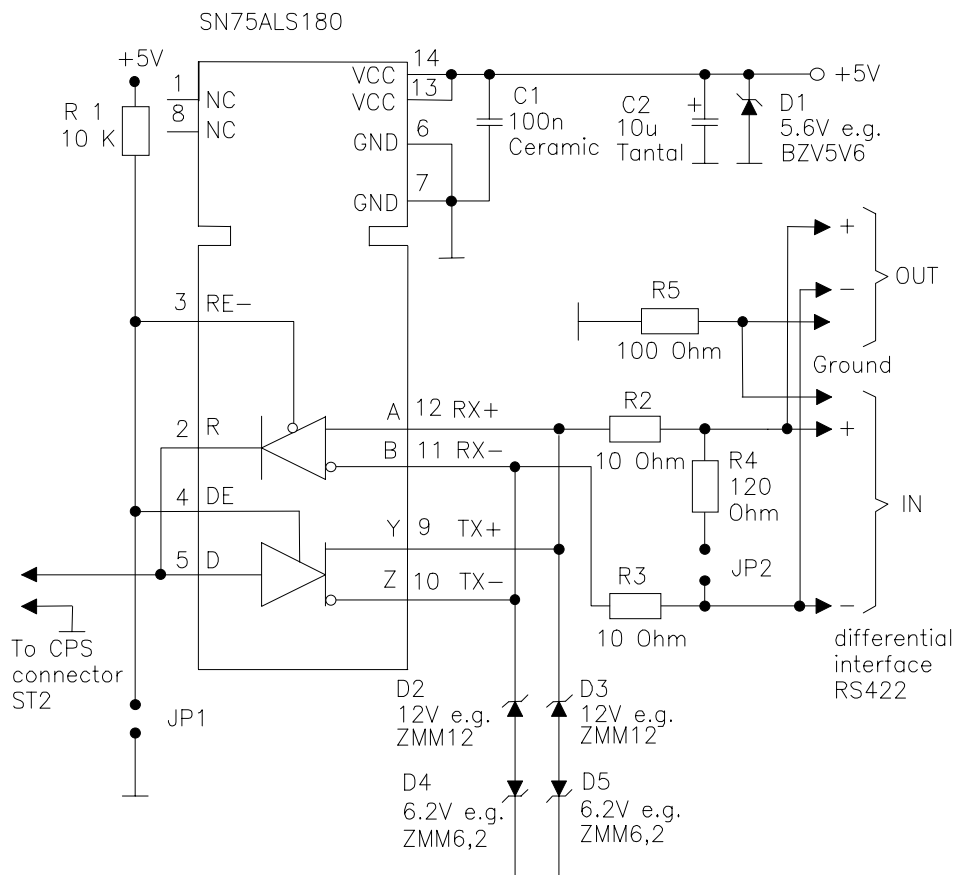 SN75ALS180
+5V
R 1
10 K
1
NC
8
NC
VCC
14
VCC
13
GND
6
GND
7
C1
100n
Ceramic
C2
10u
Tantal
+
D1
5.6V e.g.
BZV5V6
+5V
+
−
OUT
R5
100 Ohm
Ground
3
RE−
2
R
A
12
RX+
B
11
RX−
R2
10 Ohm
R4
120
Ohm
+
IN
4
DE
5
D
Y
9
TX+
Z
10
TX−
R3
10 Ohm
JP2
−
differential
interface
RS422
To CPS
connector
ST2
JP1
D2
12V e.g.
ZMM12
D3
12V e.g.
ZMM12
D4
6.2V e.g.
ZMM6,2
D5
6.2V e.g.
ZMM6,2